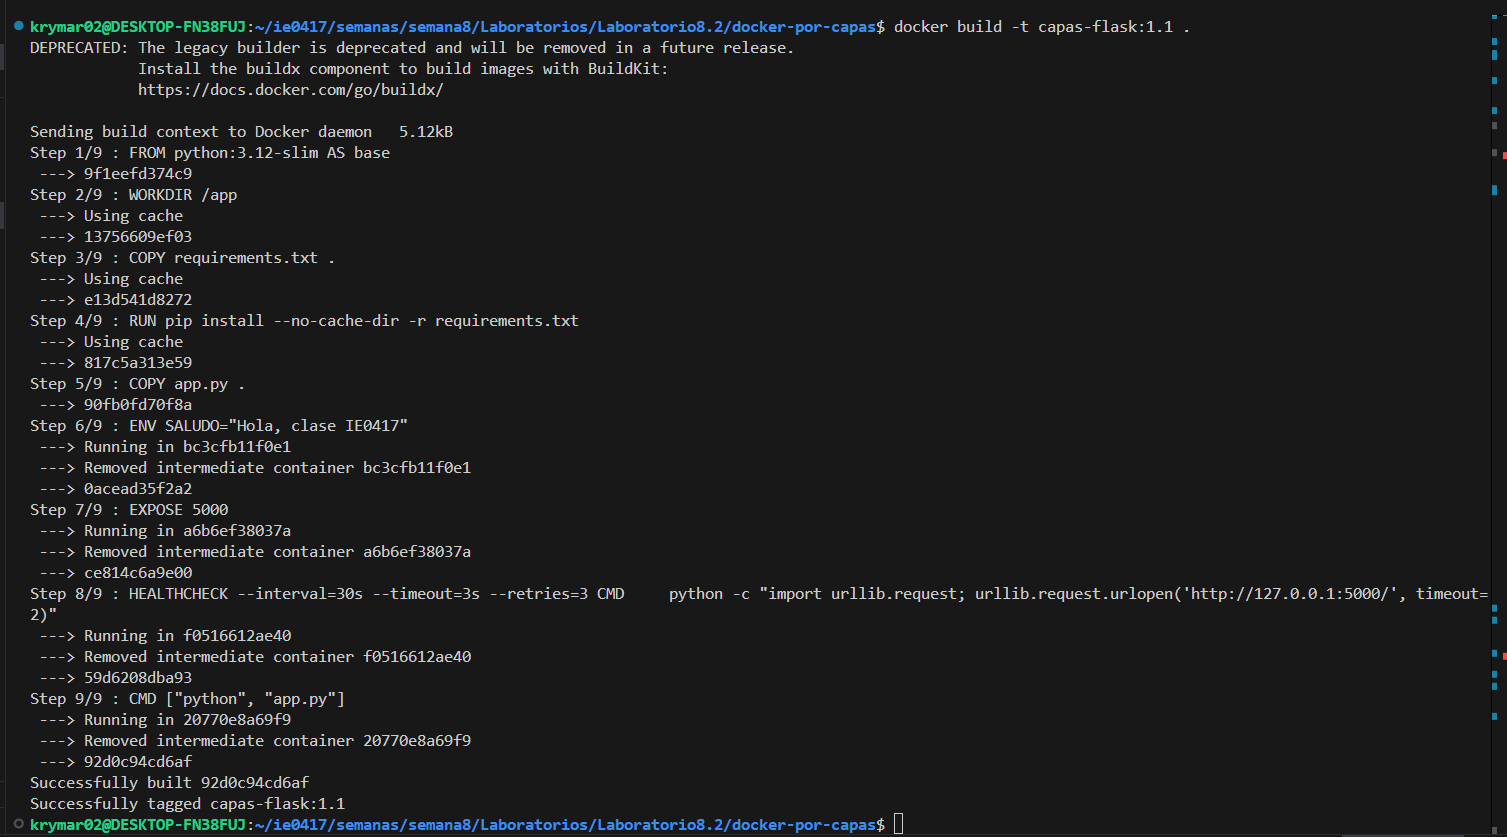 krymar02@DESKTOP-FN38FUJ:~/ie0417/semanas/semana8/Laboratorios/Laboratorio8.2/docker-por-capas$ docker build -t capas-flask:1.1 .
DEPRECATED: The legacy builder is deprecated and will be removed in a future release.
            Install the buildx component to build images with BuildKit:
            https://docs.docker.com/go/buildx/

Sending build context to Docker daemon   5.12kB
Step 1/9 : FROM python:3.12-slim AS base
 ---> 9f1eefd374c9
Step 2/9 : WORKDIR /app
 ---> Using cache
 ---> 13756609ef03
Step 3/9 : COPY requirements.txt .
 ---> Using cache
 ---> e13d541d8272
Step 4/9 : RUN pip install --no-cache-dir -r requirements.txt
 ---> Using cache
 ---> 817c5a313e59
Step 5/9 : COPY app.py .
 ---> 90fb0fd70f8a
Step 6/9 : ENV SALUDO="Hola, clase IE0417"
 ---> Running in bc3cfb11f0e1
 ---> Removed intermediate container bc3cfb11f0e1
 ---> 0acead35f2a2
Step 7/9 : EXPOSE 5000
 ---> Running in a6b6ef38037a
 ---> Removed intermediate container a6b6ef38037a
 ---> ce814c6a9e00
Step 8/9 : HEALTHCHECK --interval=30s --timeout=3s --retries=3 CMD     python -c "import urllib.request; urllib.request.urlopen('http://127.0.0.1:5000/', timeout=
2)"
 ---> Running in f0516612ae40
 ---> Removed intermediate container f0516612ae40
 ---> 59d6208dba93
Step 9/9 : CMD ["python", "app.py"]
 ---> Running in 20770e8a69f9
 ---> Removed intermediate container 20770e8a69f9
 ---> 92d0c94cd6af
Successfully built 92d0c94cd6af
Successfully tagged capas-flask:1.1
krymar02@DESKTOP-FN38FUJ:~/ie0417/semanas/semana8/Laboratorios/Laboratorio8.2/docker-por-capas$